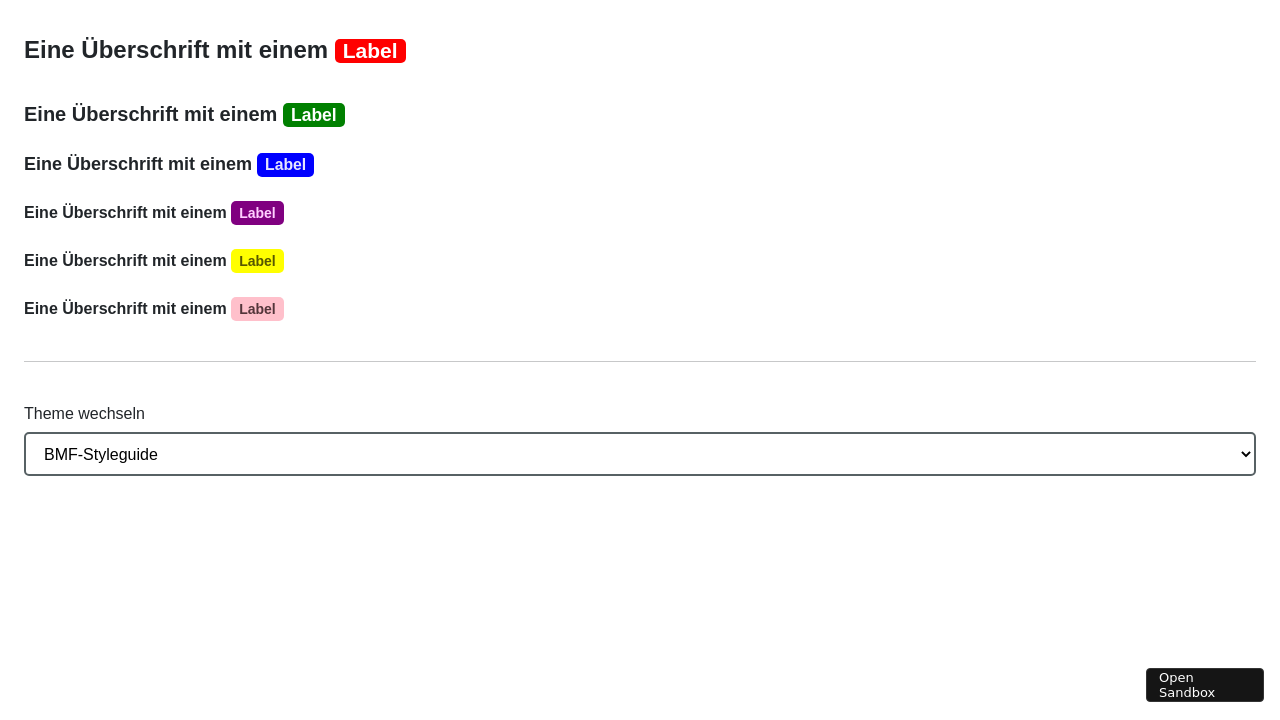 Eine Überschrift mit einem Label
Eine Überschrift mit einem Label
Eine Überschrift mit einem Label
Eine Überschrift mit einem Label
Eine Überschrift mit einem Label
Eine Überschrift mit einem Label
Theme wechseln
BMF-Styleguide
Open
Sandbox